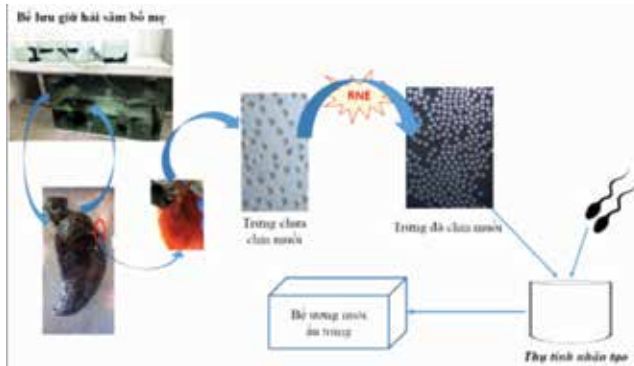 Bể lưu giữ hải sâm bố mẹ
RNE
Trứng chưa
chín muồi
Trứng đã chín muồi
Bể ương nuôi
ấu trùng
Thụ tinh nhân tạo